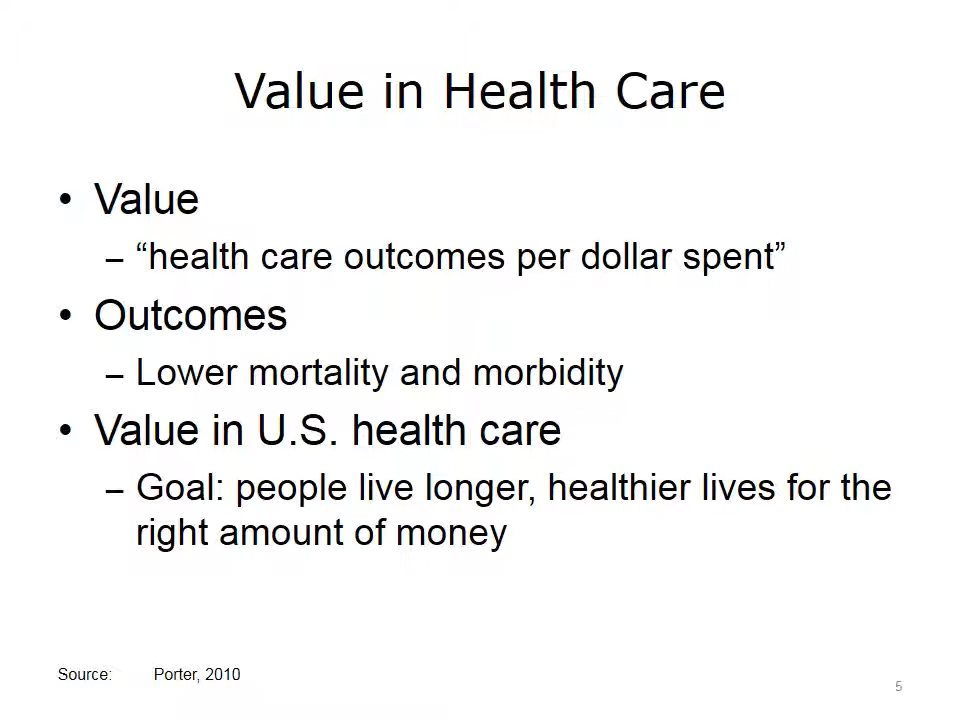 Value in Health Care
• Value
– “health care outcomes per dollar spent”
• Outcomes
– Lower mortality and morbidity
• Value in U.S. health care
– Goal: people live longer, healthier lives for the
right amount of money
Source: Porter, 2010
5